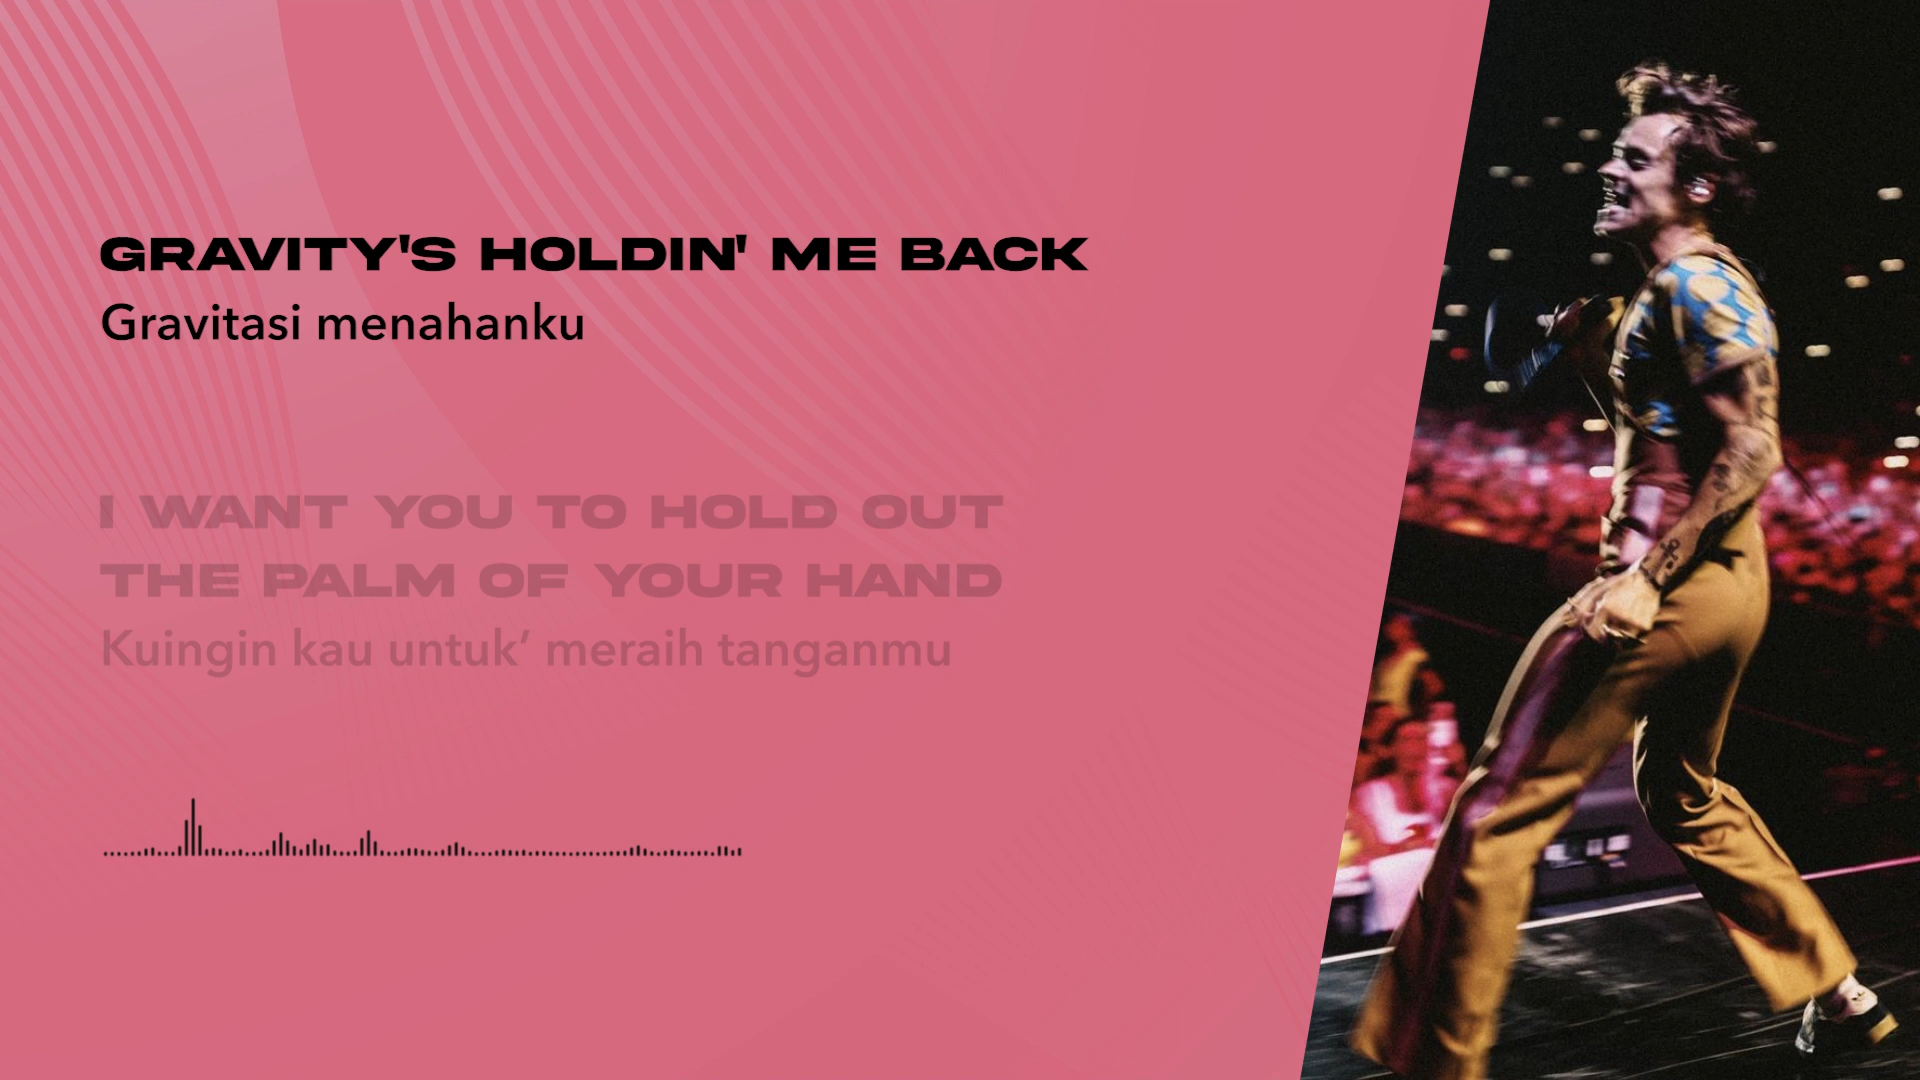 GRAVITY'S HOLDIN' ME BACK
Gravitasi menahanku
I WANT YOU TO HOLD OUT
THE PALM OF YOUR HAND
Kuingin kau untuk’ meraih tanganmu